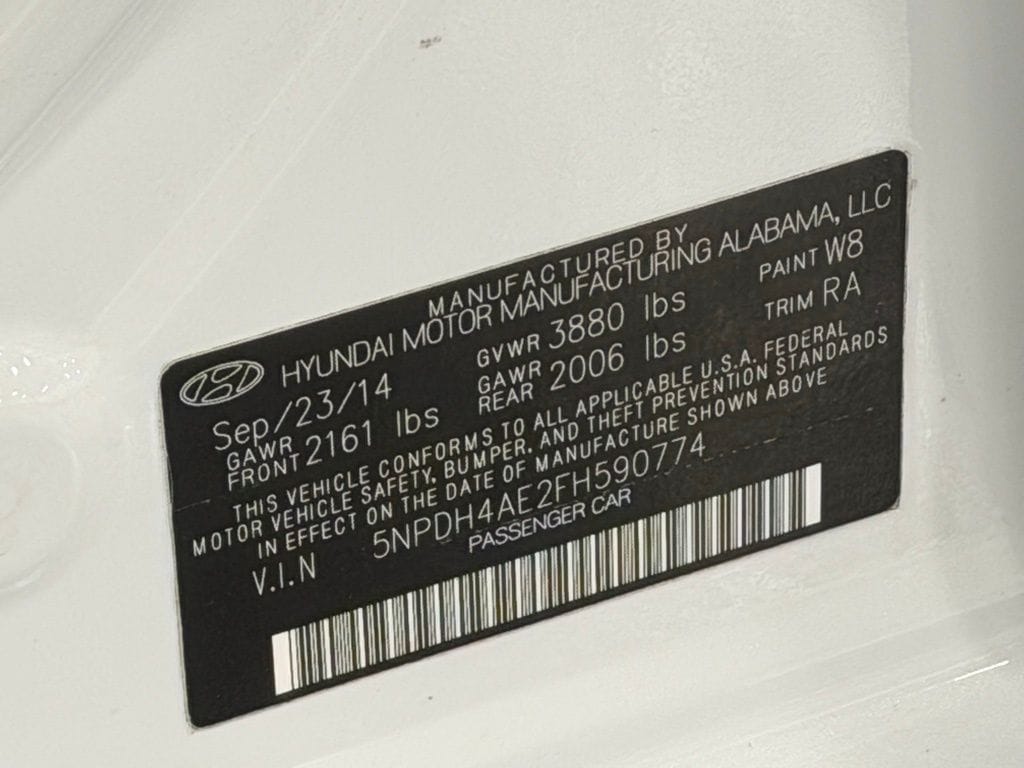 MANUFACTURED BY
HYUNDAI MOTOR MANUFACTURING ALABAMA, LLC
Sep/23/14 GVWR 3880 lbs PAINT W8
GAWR FRONT 2161 lbs GAWR REAR 2006 lbs TRIM RA
THIS VEHICLE CONFORMS TO ALL APPLICABLE U.S.A. FEDERAL
MOTOR VEHICLE SAFETY, BUMPER, AND THEFT PREVENTION STANDARDS
IN EFFECT ON THE DATE OF MANUFACTURE SHOWN ABOVE
V.I.N 5NPDH4AE2FH590774
PASSENGER CAR